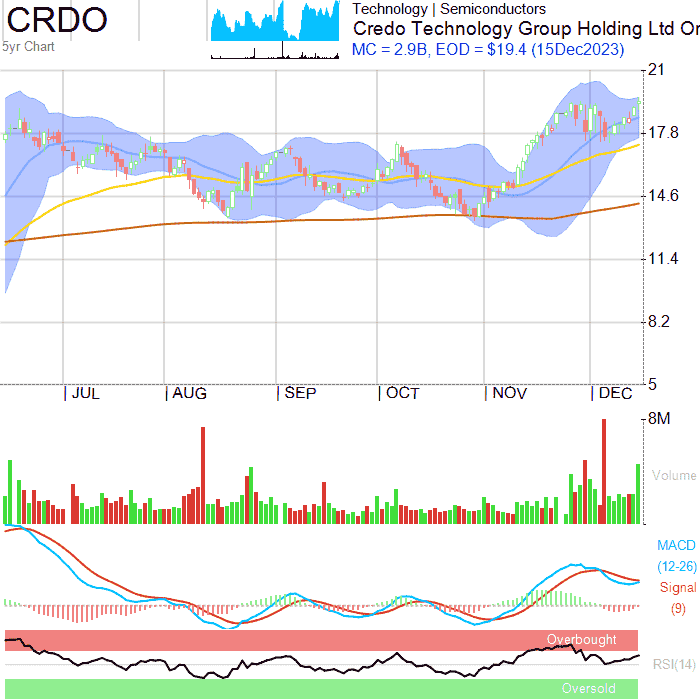 CRDO
5yr Chart
Technology | Semiconductors
Credo Technology Group Holding Ltd Or
MC = 2.9B, EOD = $19.4 (15Dec2023)
21
17.8
14.6
11.4
8.2
5
| JUL | AUG | SEP | OCT | NOV | DEC
8M
Volume
MACD
(12-26)
Signal
(9)
Overbought
RSI(14)
Oversold